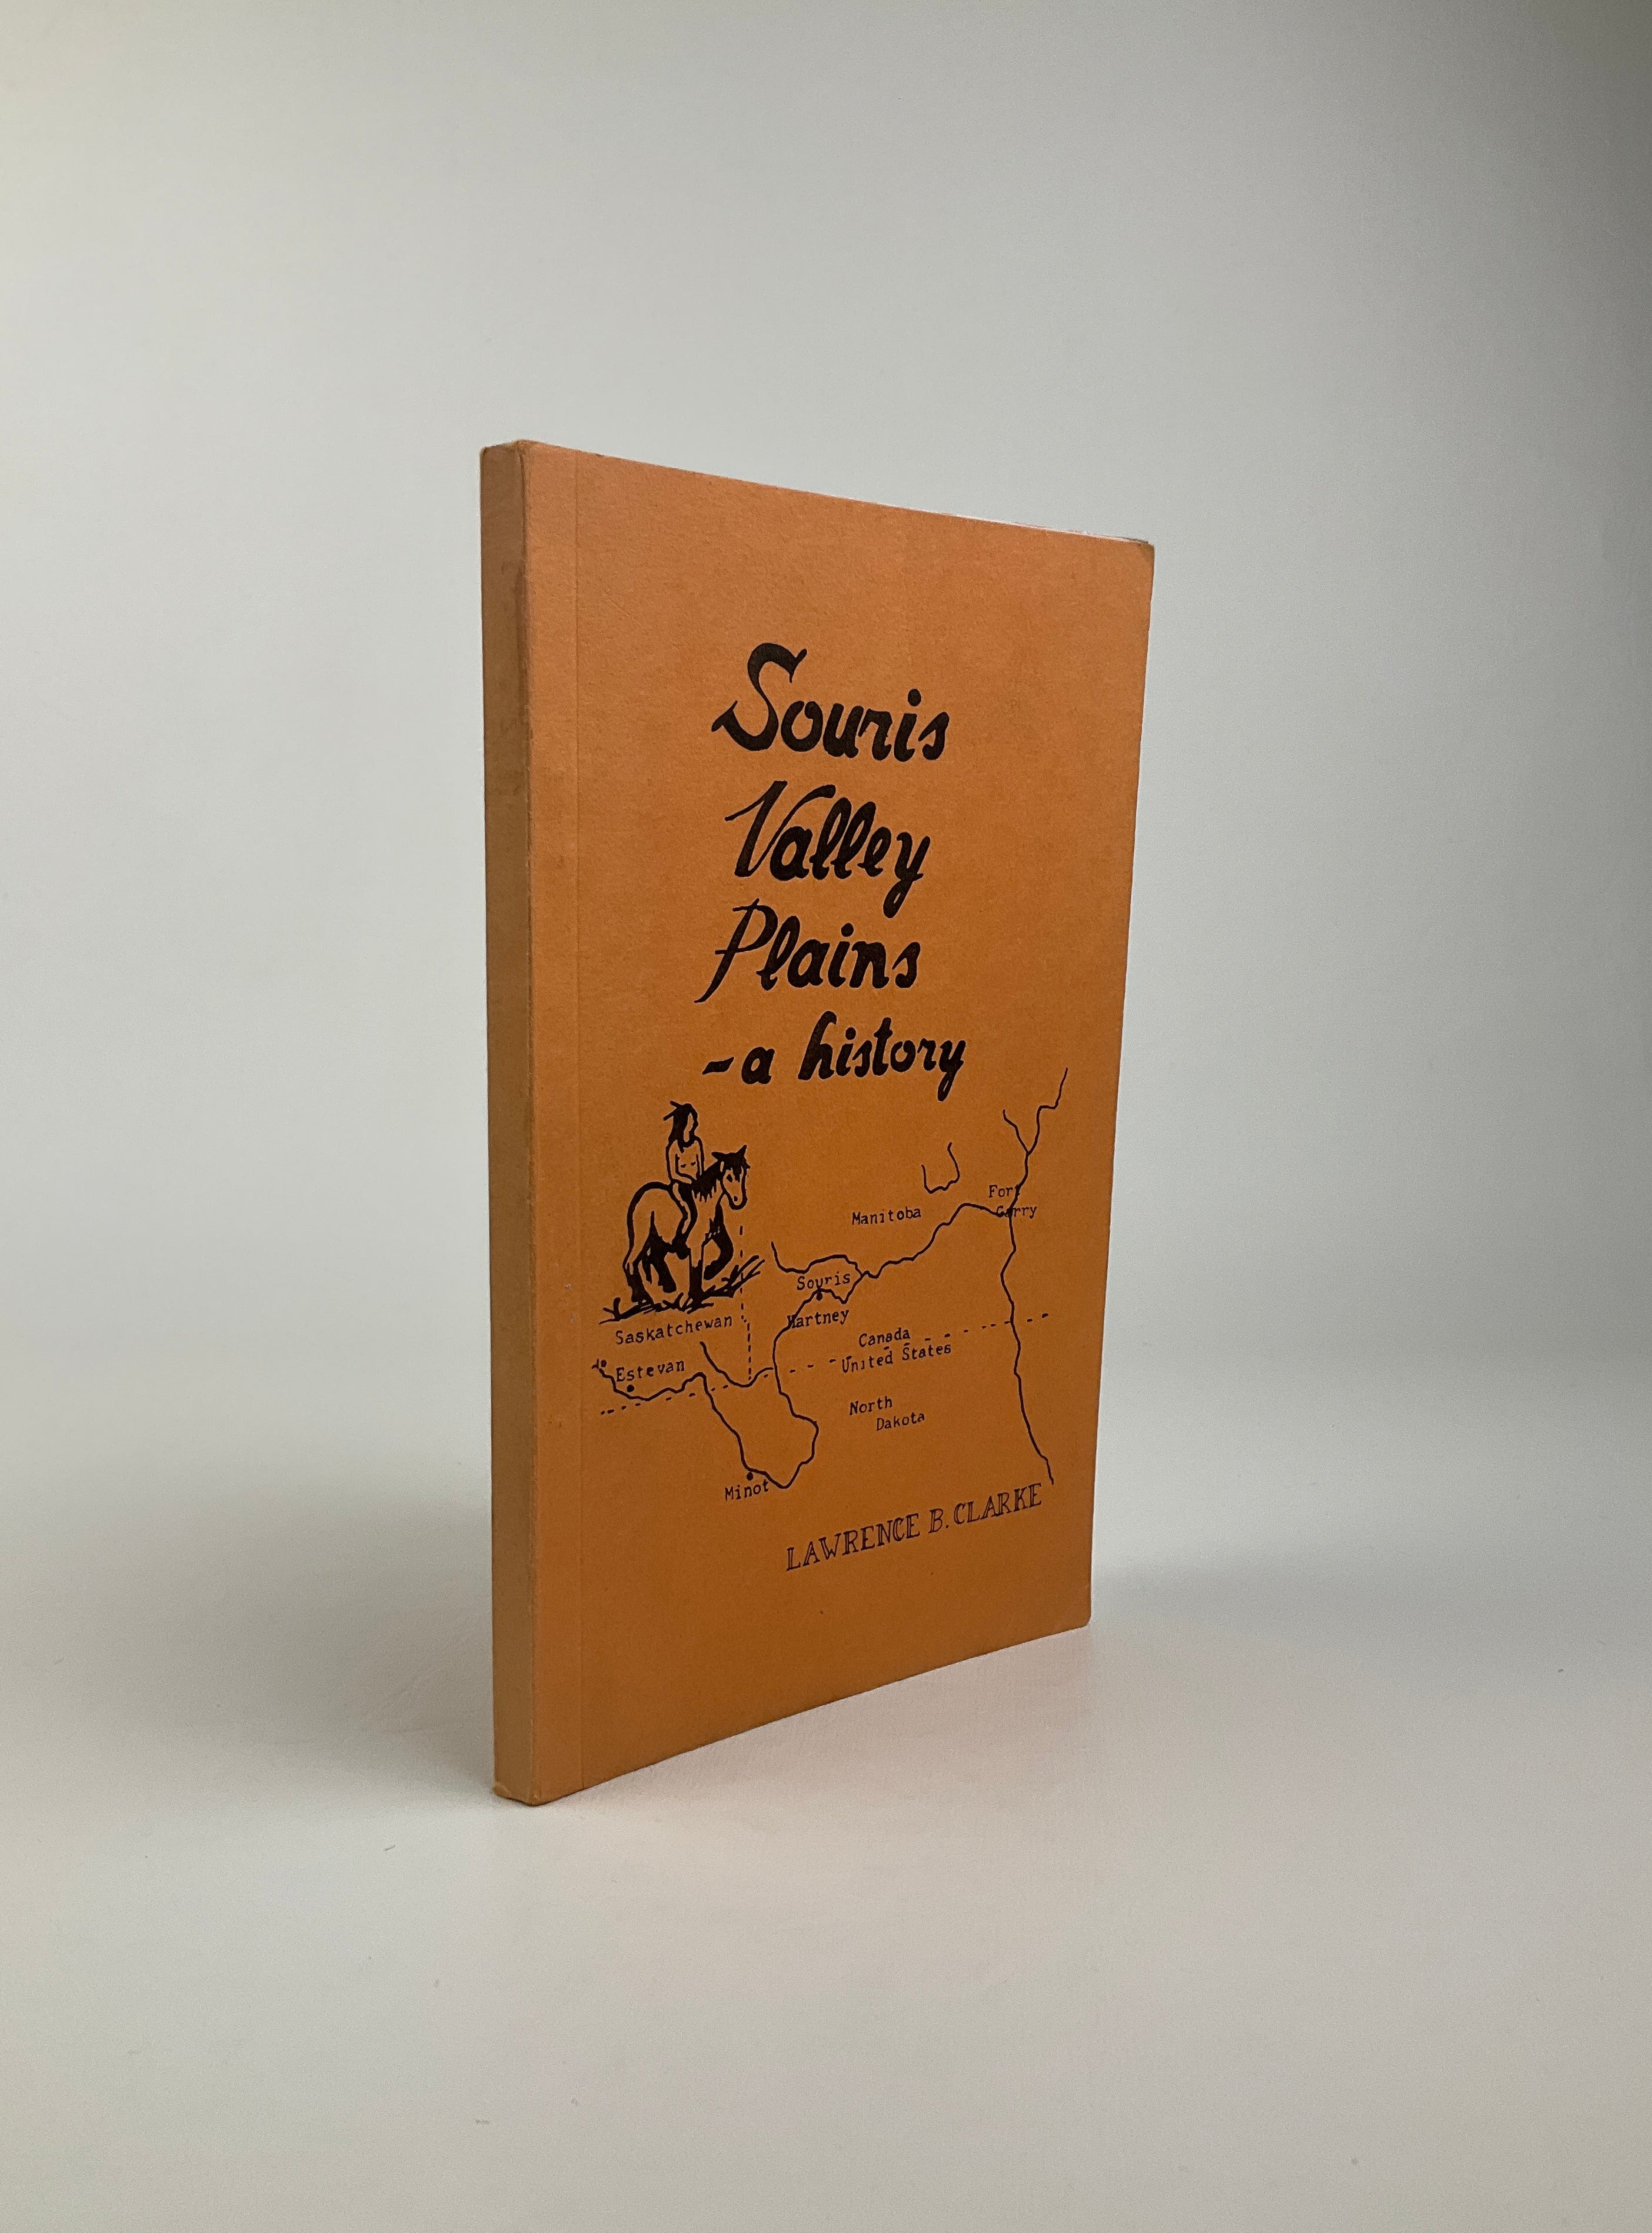 Souris
Valley
Plains
-a history
Manitoba
Fort
Garry
Souris
Hartney
Saskatchewan
Canada
United States
Estevan
North
Dakota
Minot
LAWRENCE B. CLARKE